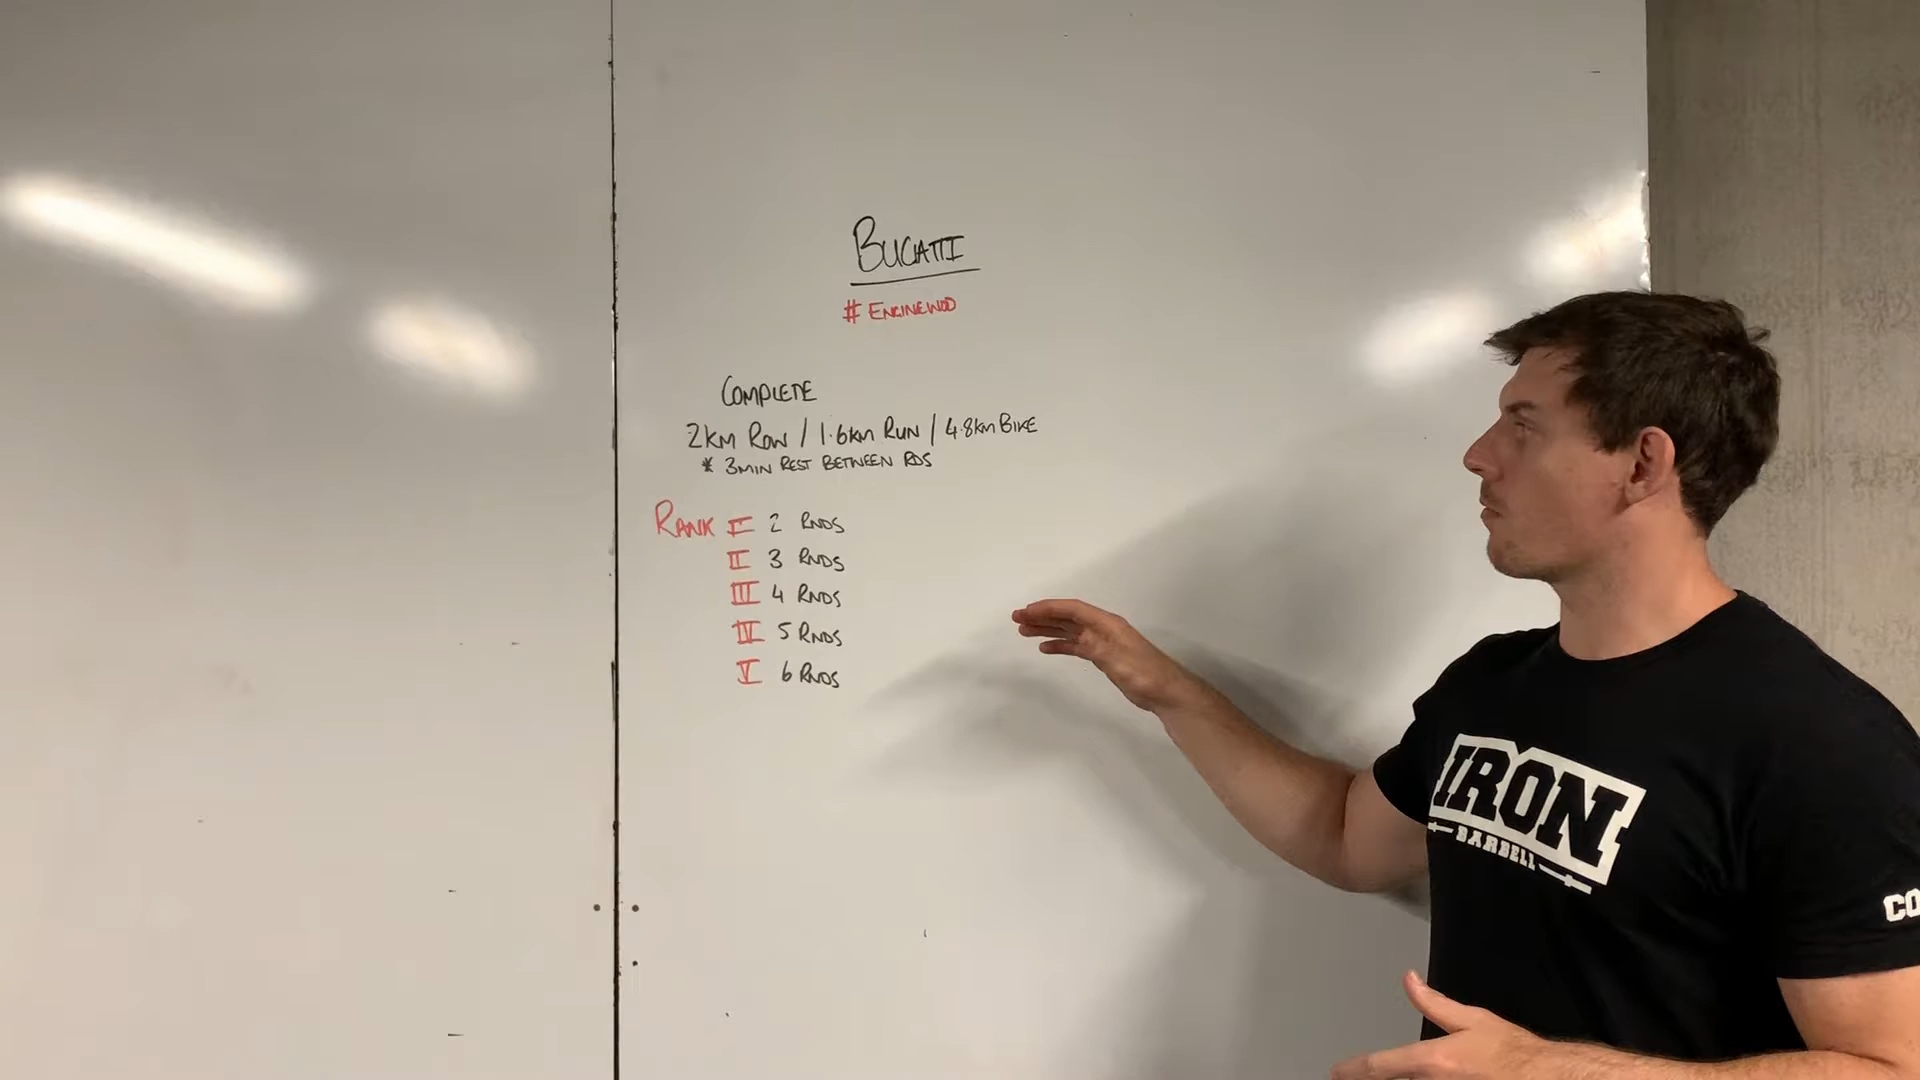 BUGATTI
# ENGINEWOD
COMPLETE
2KM ROW / 1.6KM RUN / 4.8KM BIKE
* 3MIN REST BETWEEN RDS
RANK I 2 RNDS
II 3 RNDS
III 4 RNDS
IV 5 RNDS
V 6 RNDS
IRON
BARBELL
CO